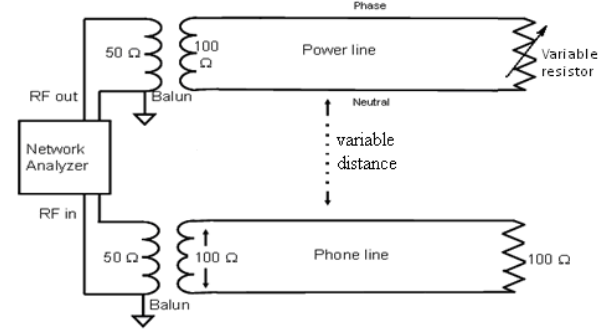 Phase
50 Ω
100
Ω
Power line
Variable
resistor
RF out
Balun
Neutral
Network
Analyzer
variable
distance
RF in
50 Ω
100 Ω
Phone line
100 Ω
Balun